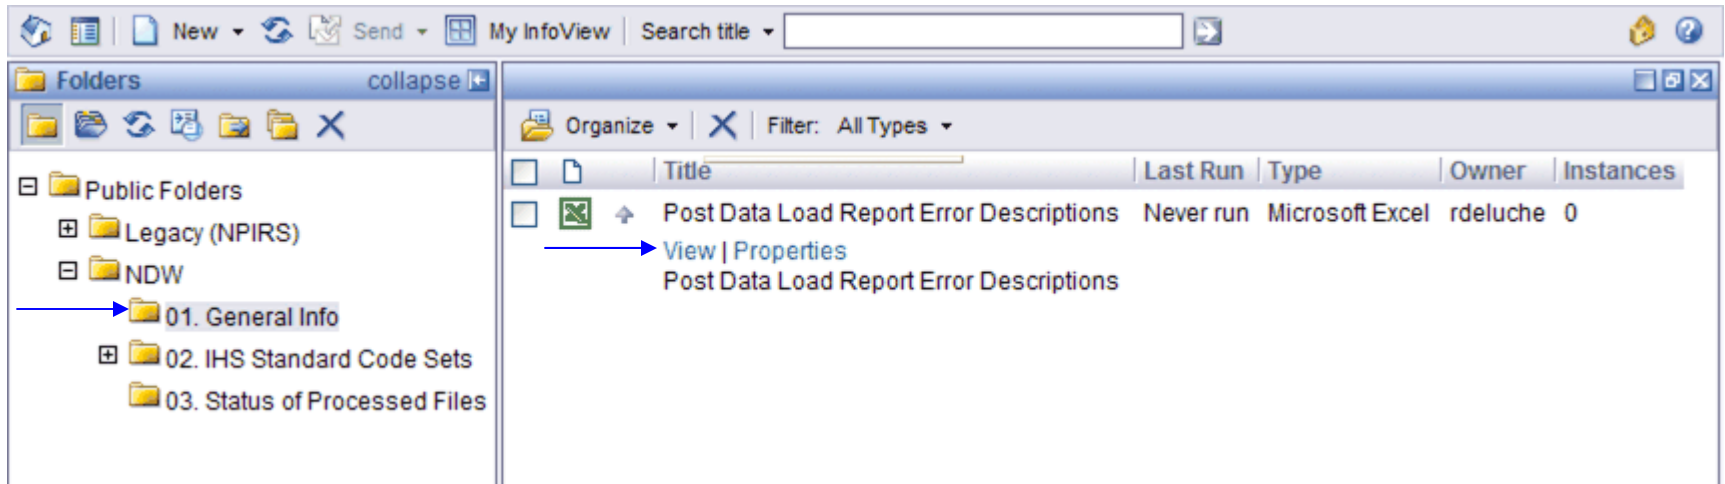 New Send My InfoView Search title
Folders collapse
Organize Filter: All Types
Title Last Run Type Owner Instances
Public Folders
Legacy (NPIRS)
NDW
01. General Info
02. IHS Standard Code Sets
03. Status of Processed Files
Post Data Load Report Error Descriptions Never run Microsoft Excel rdeluche 0
View | Properties
Post Data Load Report Error Descriptions